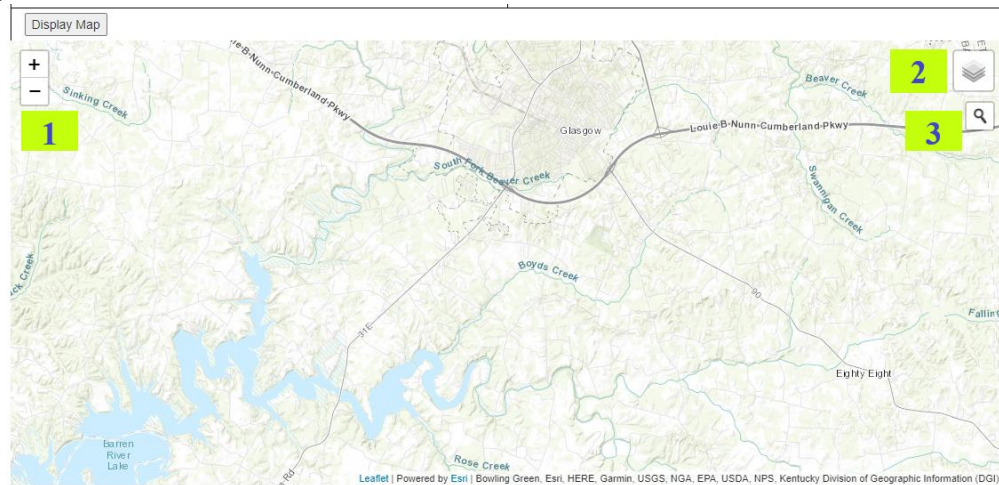 Display Map
+
−
1
2
3
Louie-B-Nunn-Cumberland-Pkwy
Sinking Creek
Beaver Creek
Glasgow
Louie-B-Nunn-Cumberland-Pkwy
South Fork Beaver Creek
Swannigan Creek
Boyds Creek
90
31E
Eighty Eight
Barren
River
Lake
Rose Creek
Rd
Leaflet | Powered by Esri | Bowling Green, Esri, HERE, Garmin, USGS, NGA, EPA, USDA, NPS, Kentucky Division of Geographic Information (DGI)